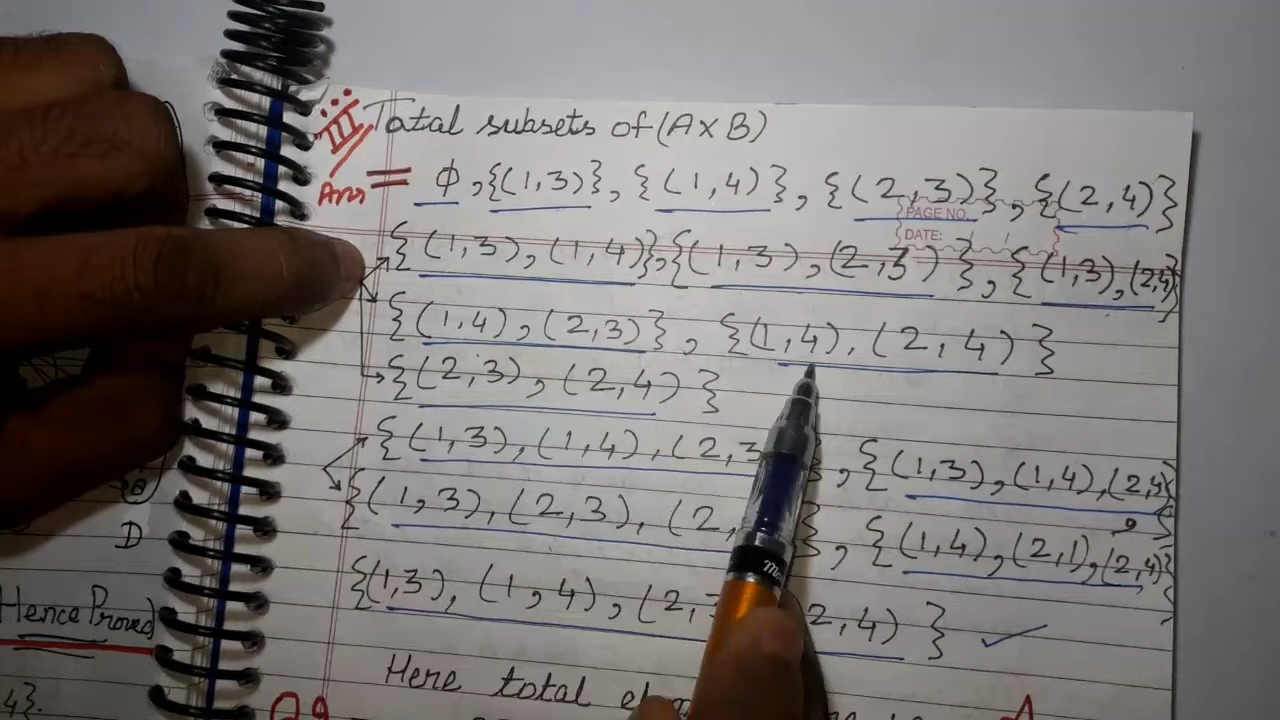 III Total subsets of (A x B)
Ans = ϕ, {(1,3)}, {(1,4)}, {(2,3)}, {(2,4)}
PAGE NO.
DATE: / /
{(1,3),(1,4)},{(1,3),(2,3)},{(1,3),(2,4)}
{(1,4),(2,3)}, {(1,4),(2,4)}
{(2,3),(2,4)}
{(1,3),(1,4),(2,3 }, {(1,3),(1,4),(2,4)},
{(1,3),(2,3),(2, }, {(1,4),(2,1),(2,4)}
{(1,3), (1,4), (2, 2,4)}
Here total
D
Hence Proved
4}.